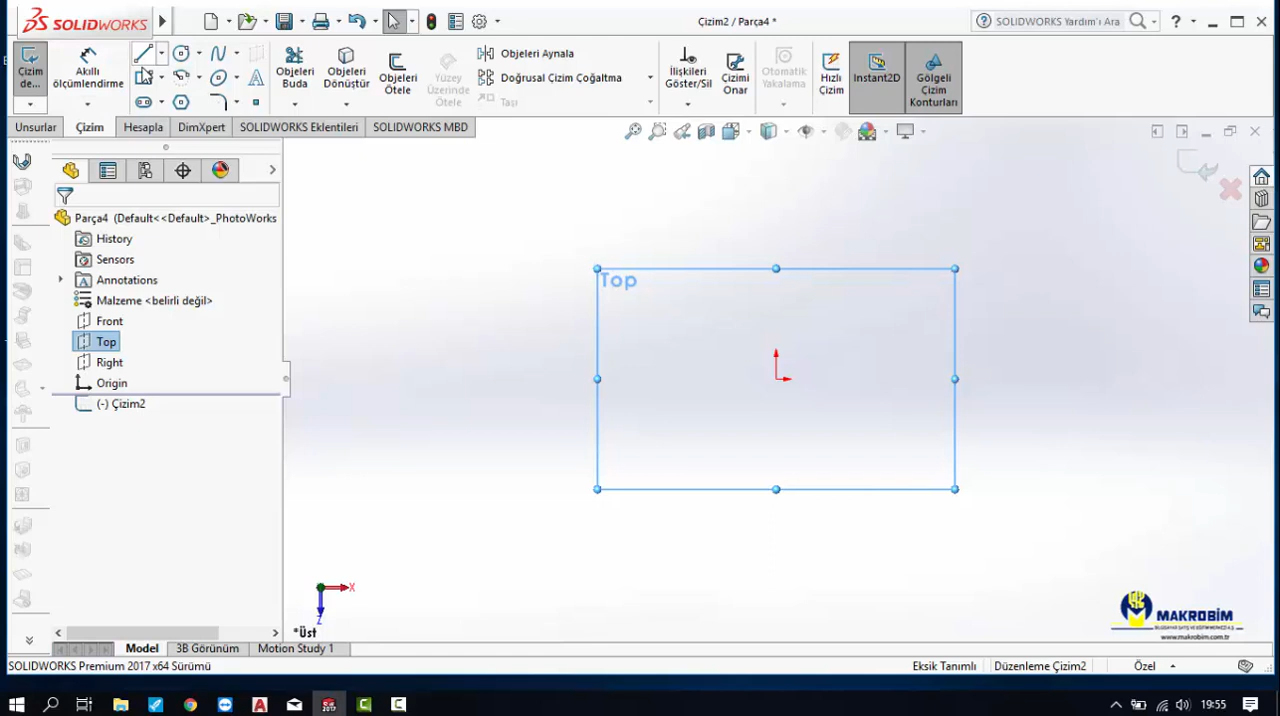 SOLIDWORKS
Çizim2 / Parça4 *
SOLIDWORKS Yardım'ı Ara
?
Çizim
de...
Akıllı
ölçümlendirme
Objeleri
Buda
Objeleri
Dönüştür
Objeleri
Ötele
Yüzey
Üzerinde
Ötele
Objeleri Aynala
Doğrusal Çizim Çoğaltma
Taşı
İlişkileri
Göster/Sil
Çizimi
Onar
Otomatik
Yakalama
Hızlı
Çizim
Instant2D
Gölgeli
Çizim
Konturları
Unsurlar
Çizim
Hesapla
DimXpert
SOLIDWORKS Eklentileri
SOLIDWORKS MBD
Parça4 (Default<<Default>_PhotoWorks
History
Sensors
Annotations
Malzeme <belirli değil>
Front
Top
Right
Origin
(-) Çizim2
Top
X
Z
*Üst
MAKROBİM
www.makrobim.com.tr
Model
3B Görünüm
Motion Study 1
SOLIDWORKS Premium 2017 x64 Sürümü
Eksik Tanımlı
Düzenleme Çizim2
Özel
19:55